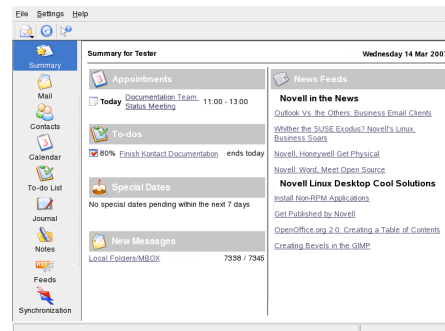 File Settings Help
Summary
Mail
Contacts
Calendar
To-do List
Journal
Notes
Feeds
Synchronization
Summary for Tester
Wednesday 14 Mar 2007
Appointments
Today Documentation Team Status Meeting 11:00 - 13:00
To-dos
80% Finish Kontact Documentation ends today
Special Dates
No special dates pending within the next 7 days
New Messages
Local Folders/MBOX 7338 / 7345
News Feeds
Novell in the News
Outlook Vs. the Others: Business Email Clients
Whither the SUSE Exodus? Novell's Linux
Business Soars
Novell, Honeywell Get Physical
Novell: Word, Meet Open Source
Novell Linux Desktop Cool Solutions
Install Non-RPM Applications
Get Published by Novell
OpenOffice.org 2.0: Creating a Table of Contents
Creating Bevels in the GIMP